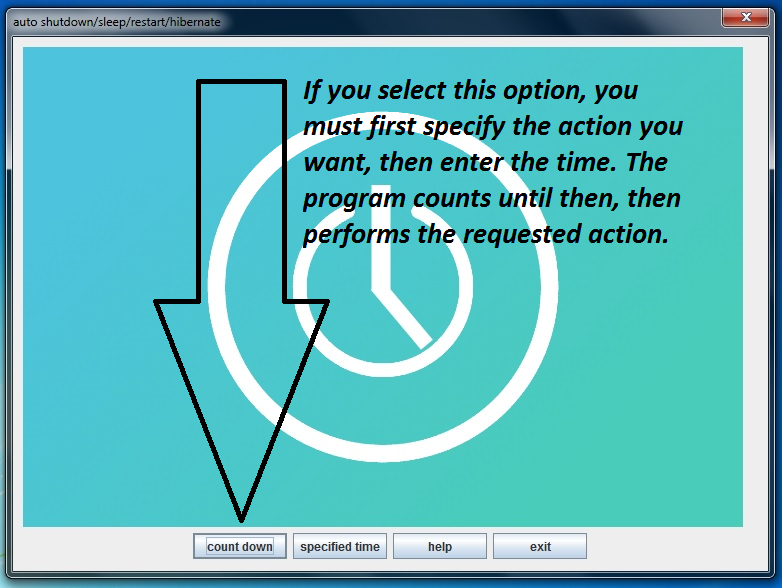 auto shutdown/sleep/restart/hibernate
If you select this option, you
must first specify the action you
want, then enter the time. The
program counts until then, then
performs the requested action.
count down
specified time
help
exit